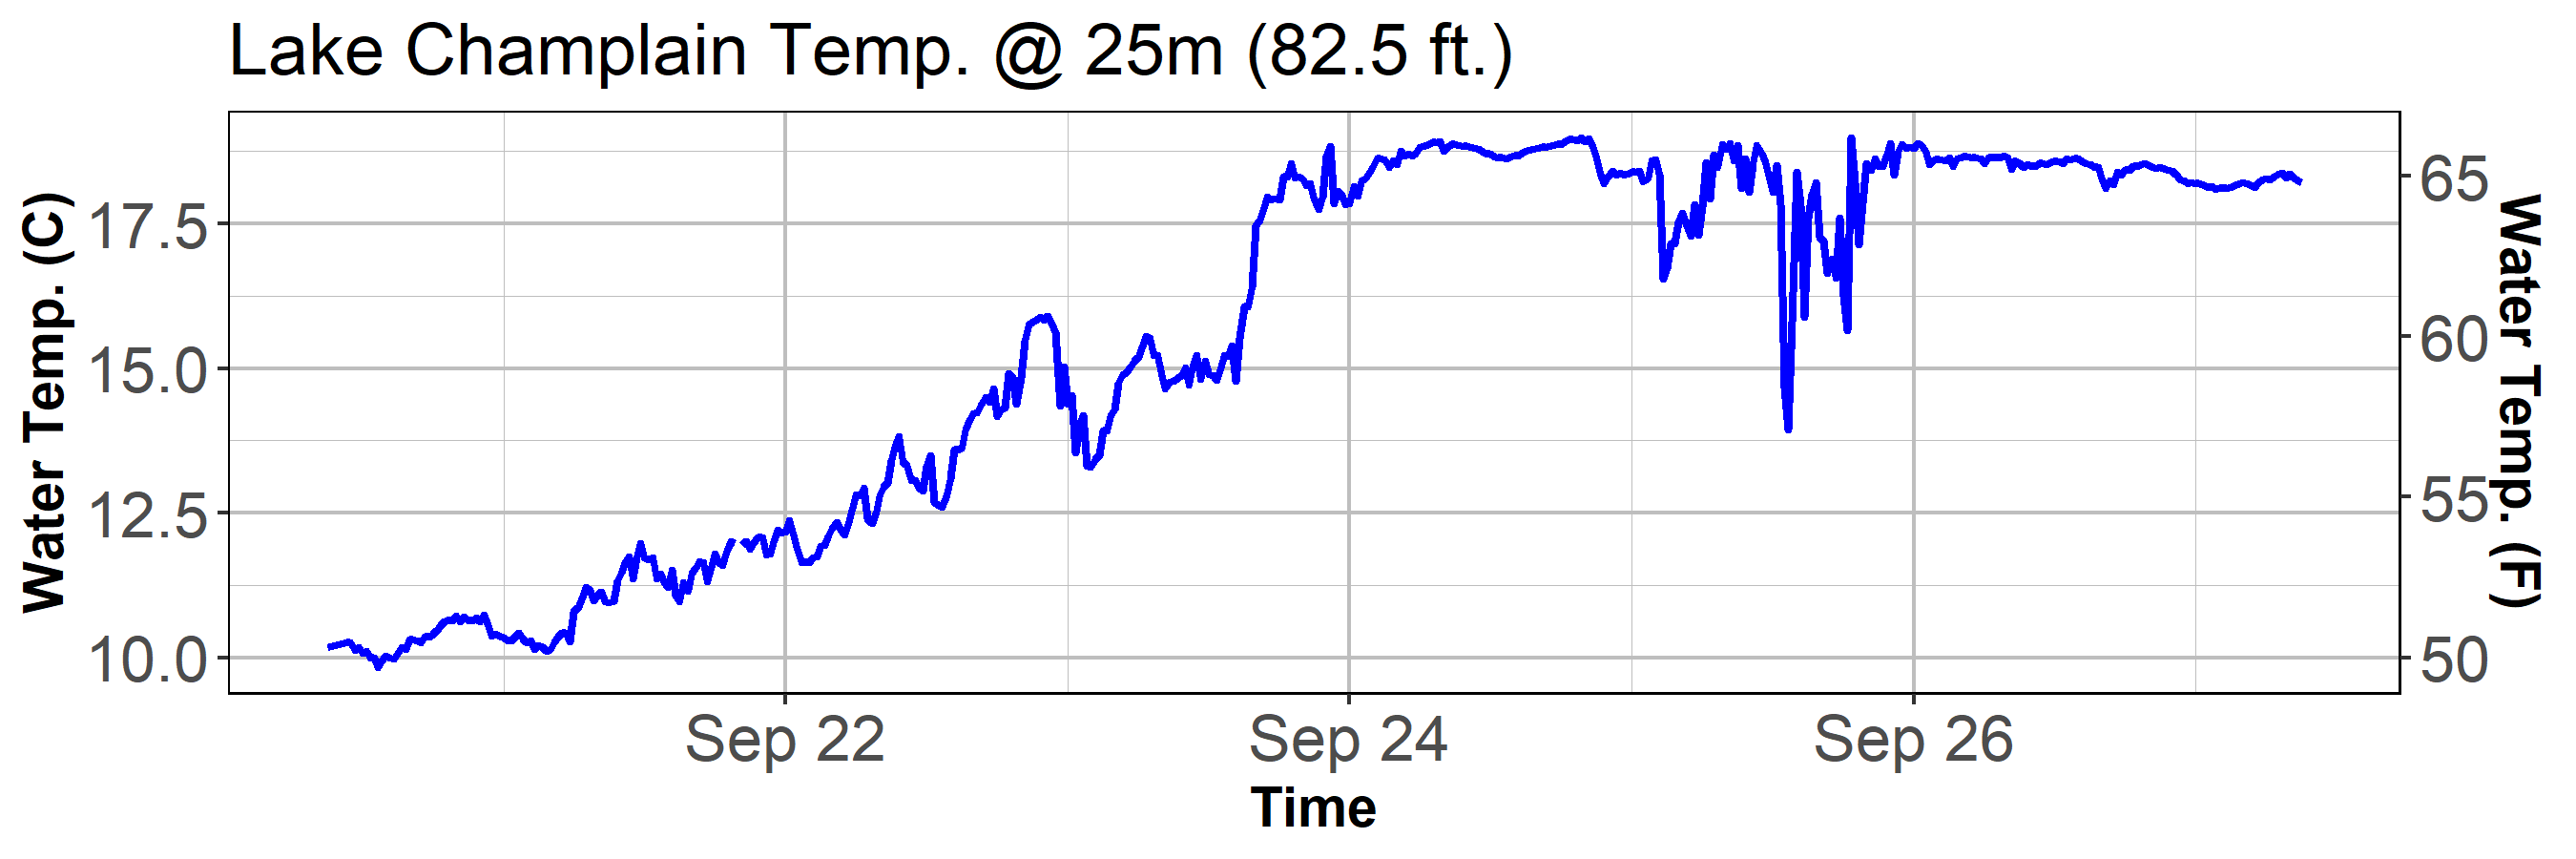 Lake Champlain Temp. @ 25m (82.5 ft.)
Water Temp. (C)
17.5
15.0
12.5
10.0
65
60
55
50
Water Temp. (F)
Sep 22
Sep 24
Sep 26
Time